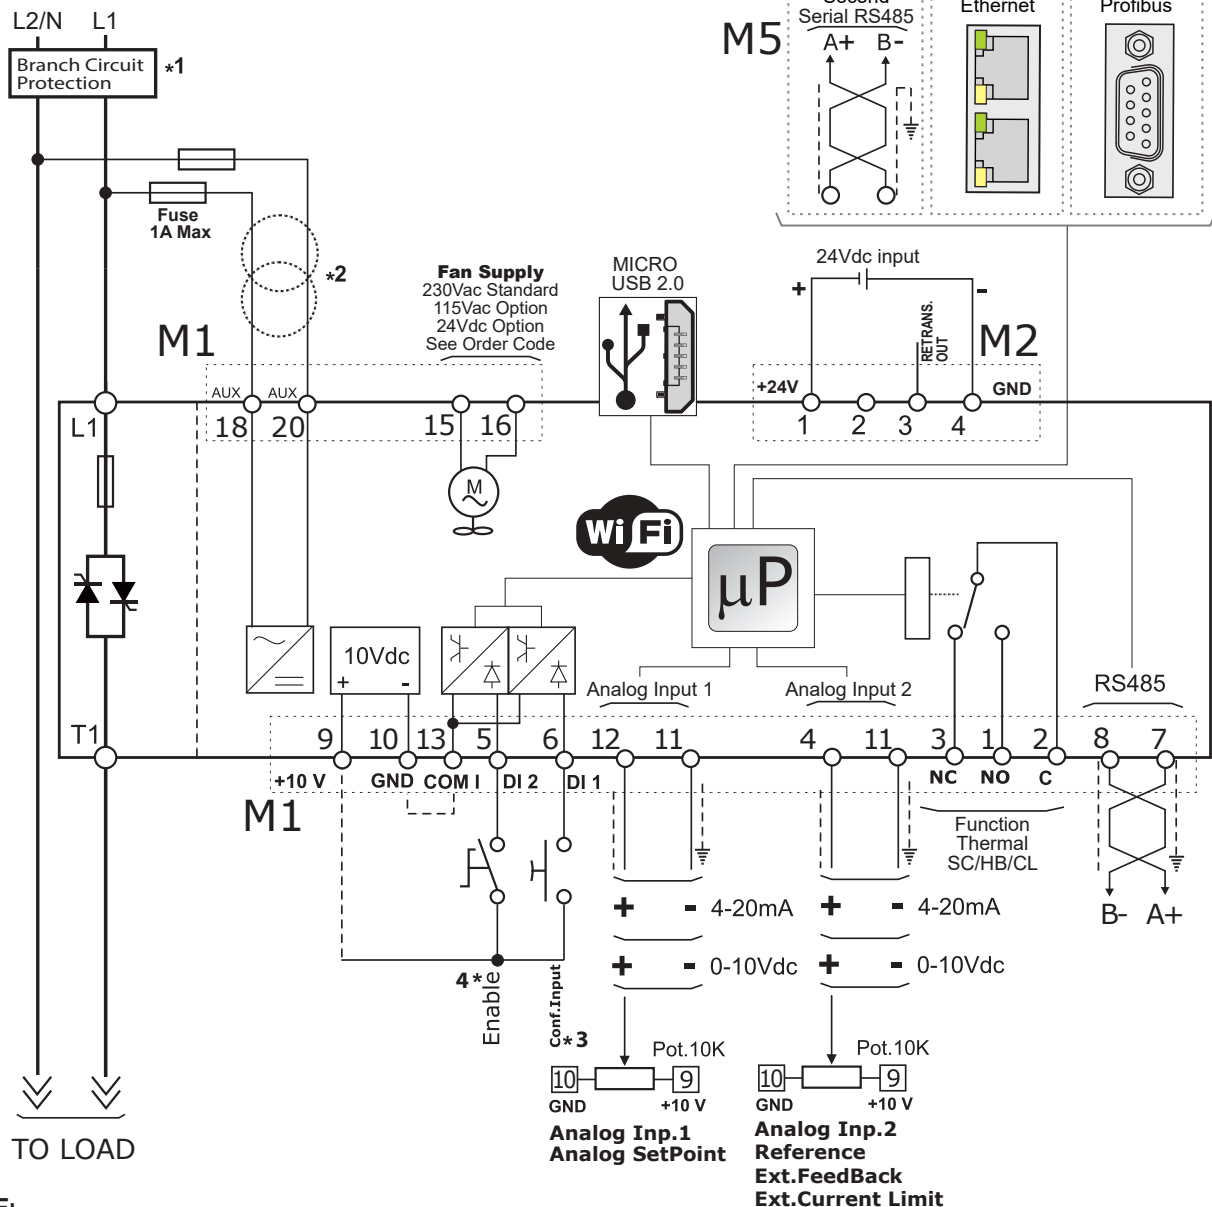 L2/N L1
Branch Circuit
Protection
*1
Fuse
1A Max
*2
M1
Fan Supply
230Vac Standard
115Vac Option
24Vdc Option
See Order Code
MICRO
USB 2.0
M5
Serial RS485
A+ B-
Ethernet
Profibus
24Vdc input
+ -
RETRANS.
OUT
M2
+24V
GND
1 2 3 4
L1
AUX AUX
18 20
15 16
M
WiFi
µP
10Vdc
+ -
Analog Input 1
Analog Input 2
RS485
T1
9 10 13 5 6 12 11 4 11 3 1 2 8 7
+10 V GND COM I DI 2 DI 1
NC NO C
M1
Function
Thermal
SC/HB/CL
B- A+
+ - 4-20mA
+ - 4-20mA
+ - 0-10Vdc
+ - 0-10Vdc
4*
Enable
Conf.Input
*3
Pot.10K
10 9
GND +10 V
Analog Inp.1
Analog SetPoint
Pot.10K
10 9
GND +10 V
Analog Inp.2
Reference
Ext.FeedBack
Ext.Current Limit
TO LOAD